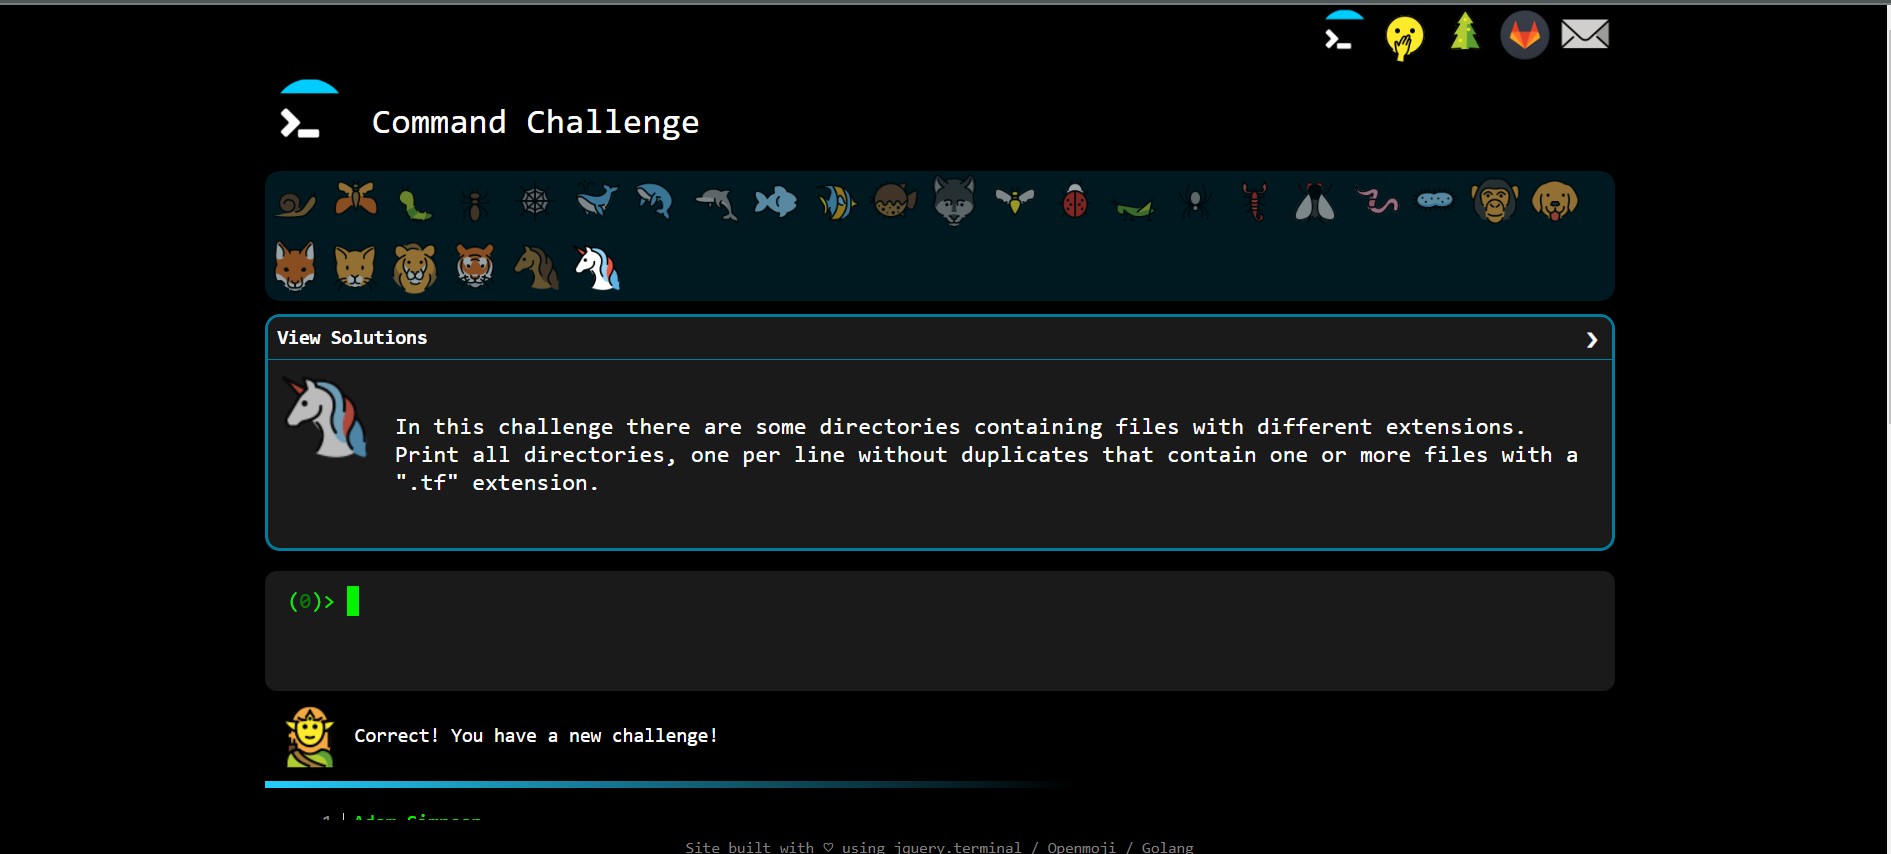 Command Challenge
View Solutions
In this challenge there are some directories containing files with different extensions.
Print all directories, one per line without duplicates that contain one or more files with a
".tf" extension.
(0)>
Correct! You have a new challenge!
1
Site built with ♡ using jquery.terminal / Openmoji / Golang